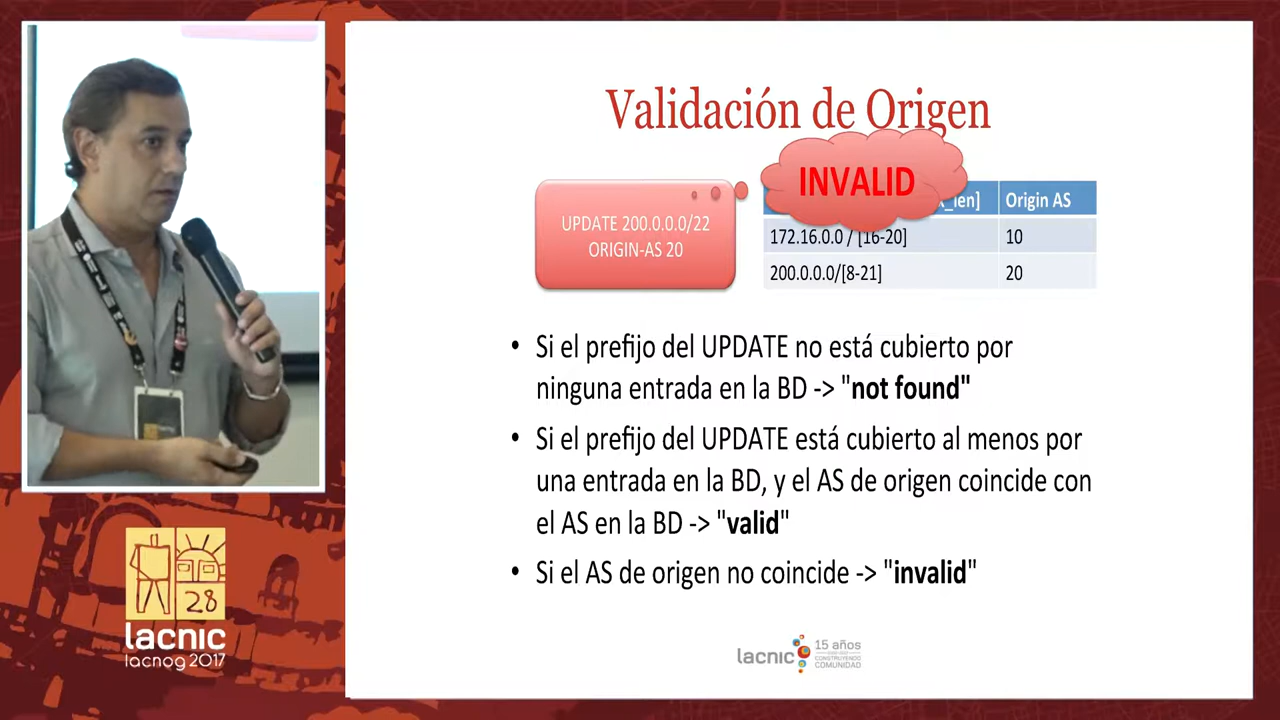 Validación de Origen
INVALID
UPDATE 200.0.0.0/22
ORIGIN-AS 20
_len] Origin AS
172.16.0.0 / [16-20] 10
200.0.0.0/[8-21] 20
• Si el prefijo del UPDATE no está cubierto por
ninguna entrada en la BD -> "not found"
• Si el prefijo del UPDATE está cubierto al menos por
una entrada en la BD, y el AS de origen coincide con
el AS en la BD -> "valid"
• Si el AS de origen no coincide -> "invalid"
lacnic
15 años
CONSTRUYENDO
COMUNIDAD
28
lacnic
lacnog 2017